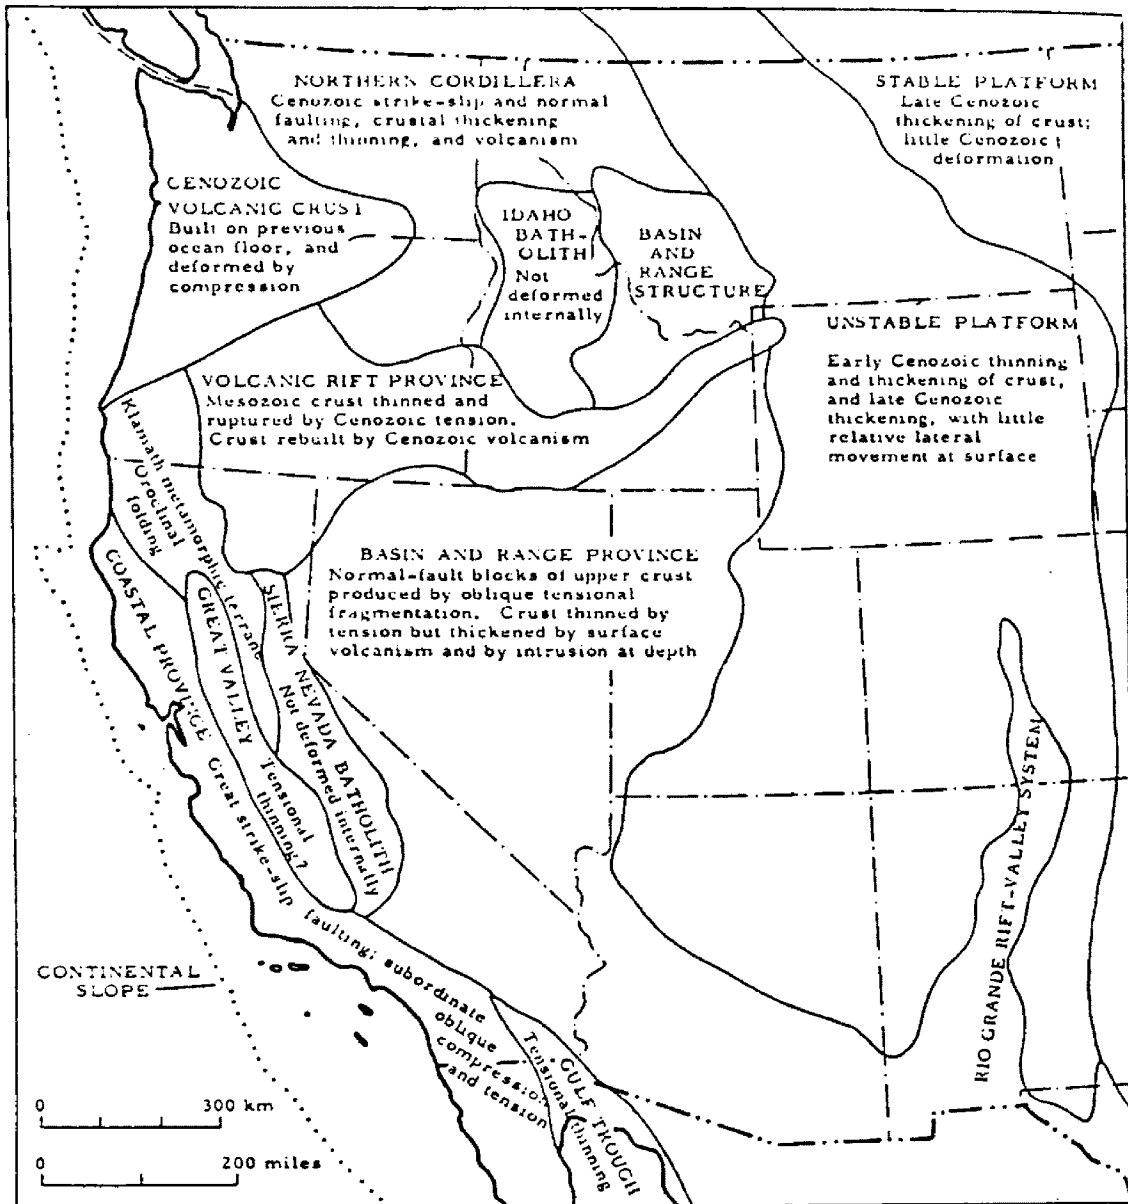 NORTHERN CORDILLERA
Cenozoic strike-slip and normal
faulting, crustal thickening
and thinning, and volcanism
STABLE PLATFORM
Late Cenozoic
thickening of crust;
little Cenozoic
deformation
CENOZOIC
VOLCANIC CRUST
Built on previous
ocean floor, and
deformed by
compression
IDAHO
BATH-
OLITH
Not
deformed
internally
BASIN
AND
RANGE
STRUCTURE
UNSTABLE PLATFORM
Early Cenozoic thinning
and thickening of crust,
and late Cenozoic
thickening, with little
relative lateral
movement at surface
VOLCANIC RIFT PROVINCE
Mesozoic crust thinned and
ruptured by Cenozoic tension.
Crust rebuilt by Cenozoic volcanism
Klamath metamorphic terrane
Oroclinal
folding
BASIN AND RANGE PROVINCE
Normal-fault blocks of upper crust
produced by oblique tensional
fragmentation. Crust thinned by
tension but thickened by surface
volcanism and by intrusion at depth
COASTAL PROVINCE Great strike-slip faulting; subordinate
oblique
compression
and tension
GREAT VALLEY Tensional
thinning?
SIERRA NEVADA BATHOLITH
Not deformed internally
RIO GRANDE RIFT-VALLEY SYSTEM
CONTINENTAL
SLOPE
GULF TROUGH
Tensional thinning
0 300 km
0 200 miles